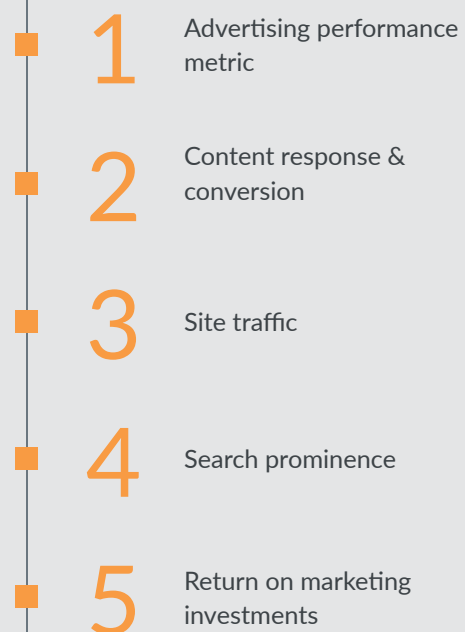 1
Advertising performance
metric
2
Content response &
conversion
3
Site traffic
4
Search prominence
5
Return on marketing
investments